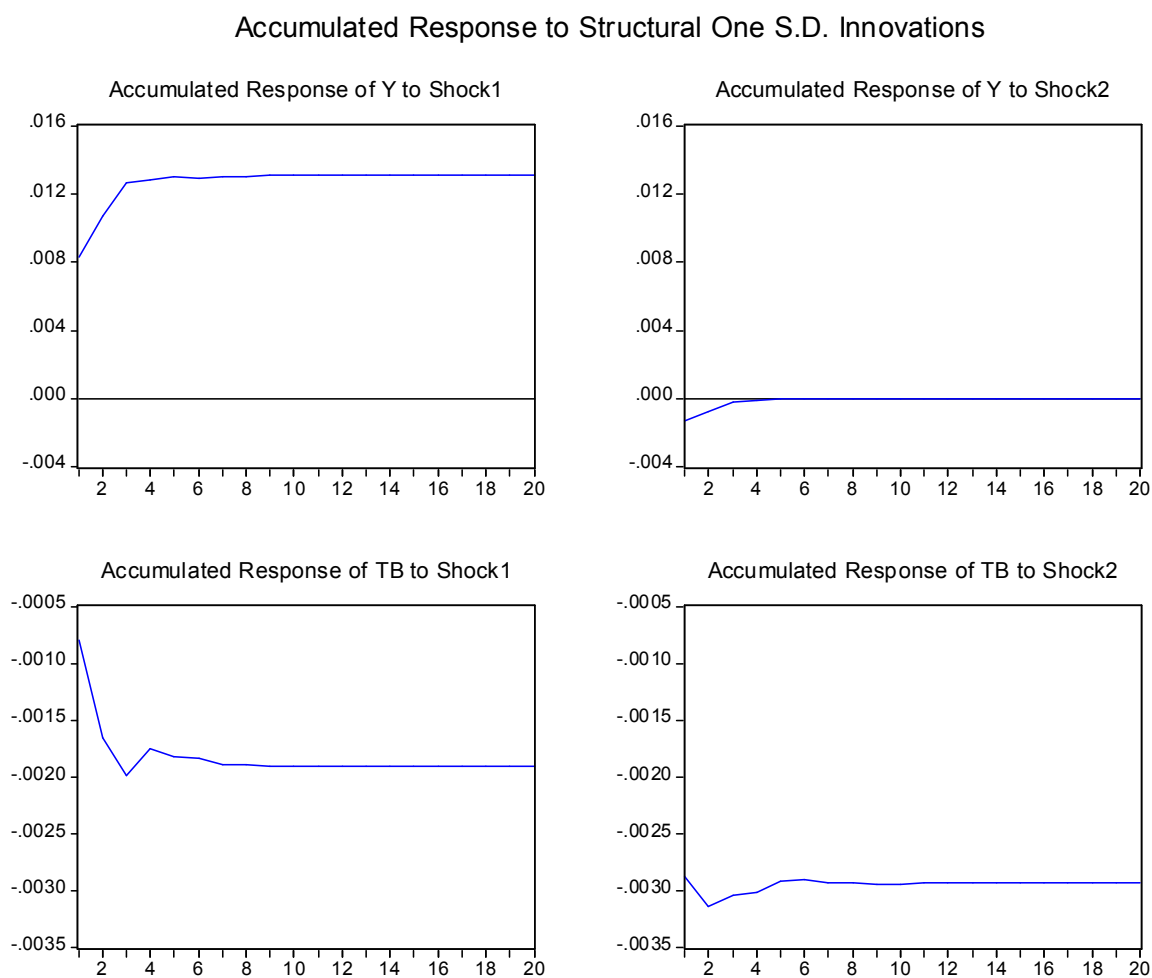 Accumulated Response to Structural One S.D. Innovations
Accumulated Response of Y to Shock1
.016
.012
.008
.004
.000
-.004
2 4 6 8 10 12 14 16 18 20
Accumulated Response of Y to Shock2
.016
.012
.008
.004
.000
-.004
2 4 6 8 10 12 14 16 18 20
Accumulated Response of TB to Shock1
-.0005
-.0010
-.0015
-.0020
-.0025
-.0030
-.0035
2 4 6 8 10 12 14 16 18 20
Accumulated Response of TB to Shock2
-.0005
-.0010
-.0015
-.0020
-.0025
-.0030
-.0035
2 4 6 8 10 12 14 16 18 20